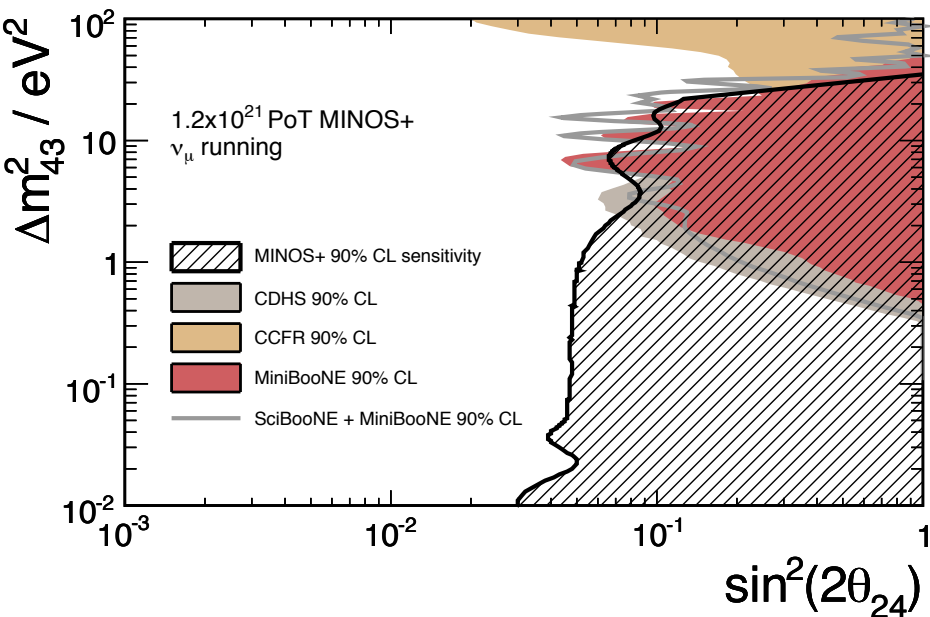 Δm²₄₃ / eV²
10²
10
1
10⁻¹
10⁻²
1.2x10²¹ PoT MINOS+
νμ running
MINOS+ 90% CL sensitivity
CDHS 90% CL
CCFR 90% CL
MiniBooNE 90% CL
SciBooNE + MiniBooNE 90% CL
10⁻³
10⁻²
10⁻¹
1
sin²(2θ₂₄)